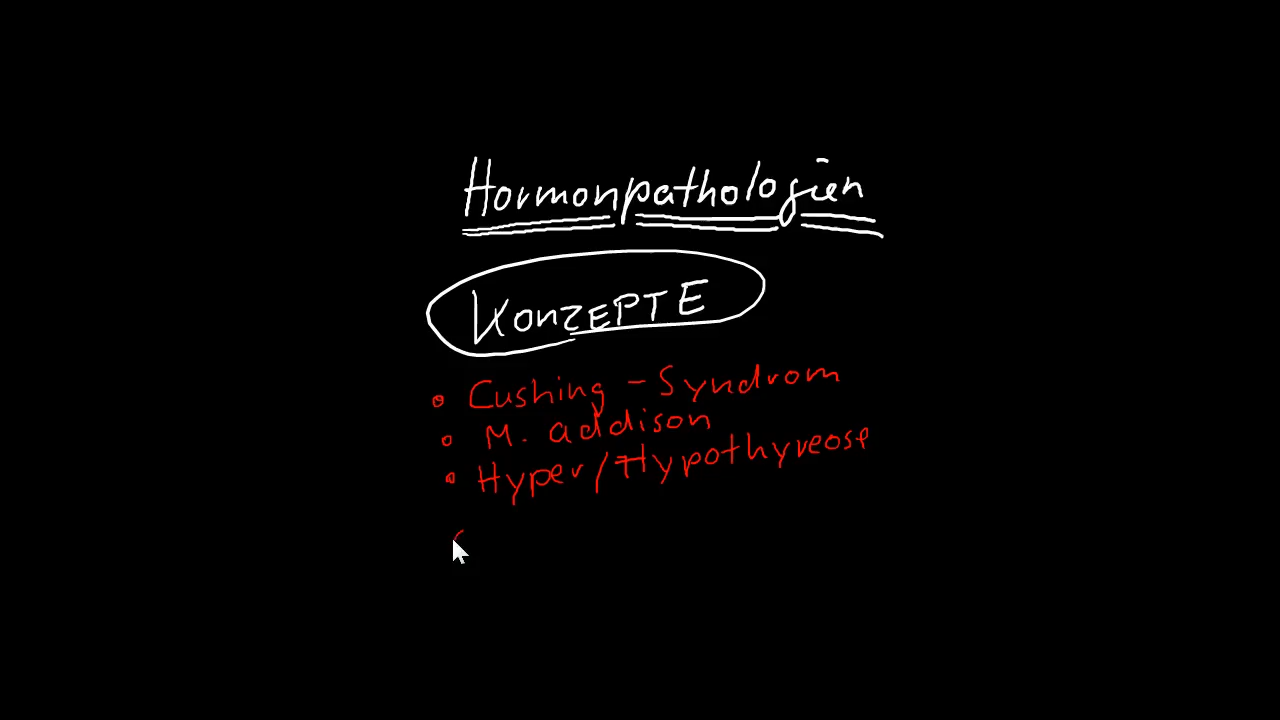 Hormonpathologien
KONZEPTE
Cushing - Syndrom
M. addison
Hyper/Hypothyreose